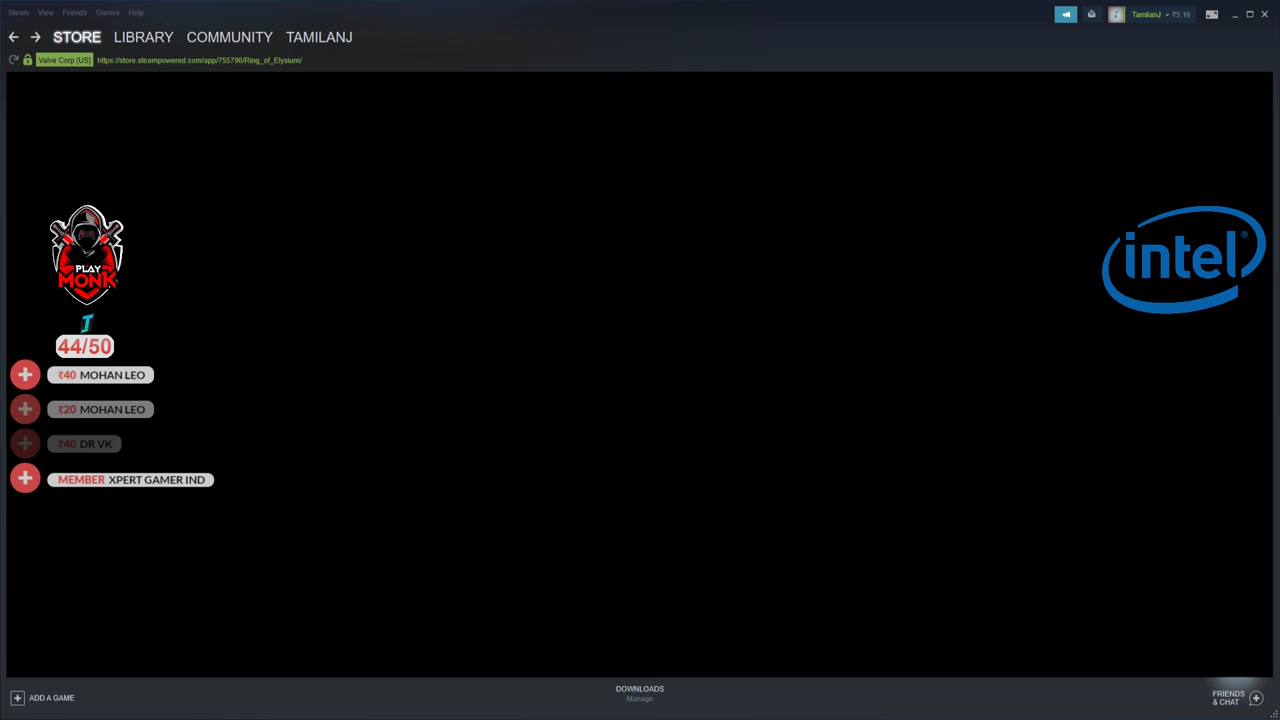 Steam View Friends Games Help
TamilanJ ₹5.16
STORE LIBRARY COMMUNITY TAMILANJ
Valve Corp [US] https://store.steampowered.com/app/755790/Ring_of_Elysium/
PLAY
MONK
intel®
44/50
₹40 MOHAN LEO
₹20 MOHAN LEO
₹40 DR VK
MEMBER XPERT GAMER IND
ADD A GAME
DOWNLOADS
Manage
FRIENDS
& CHAT